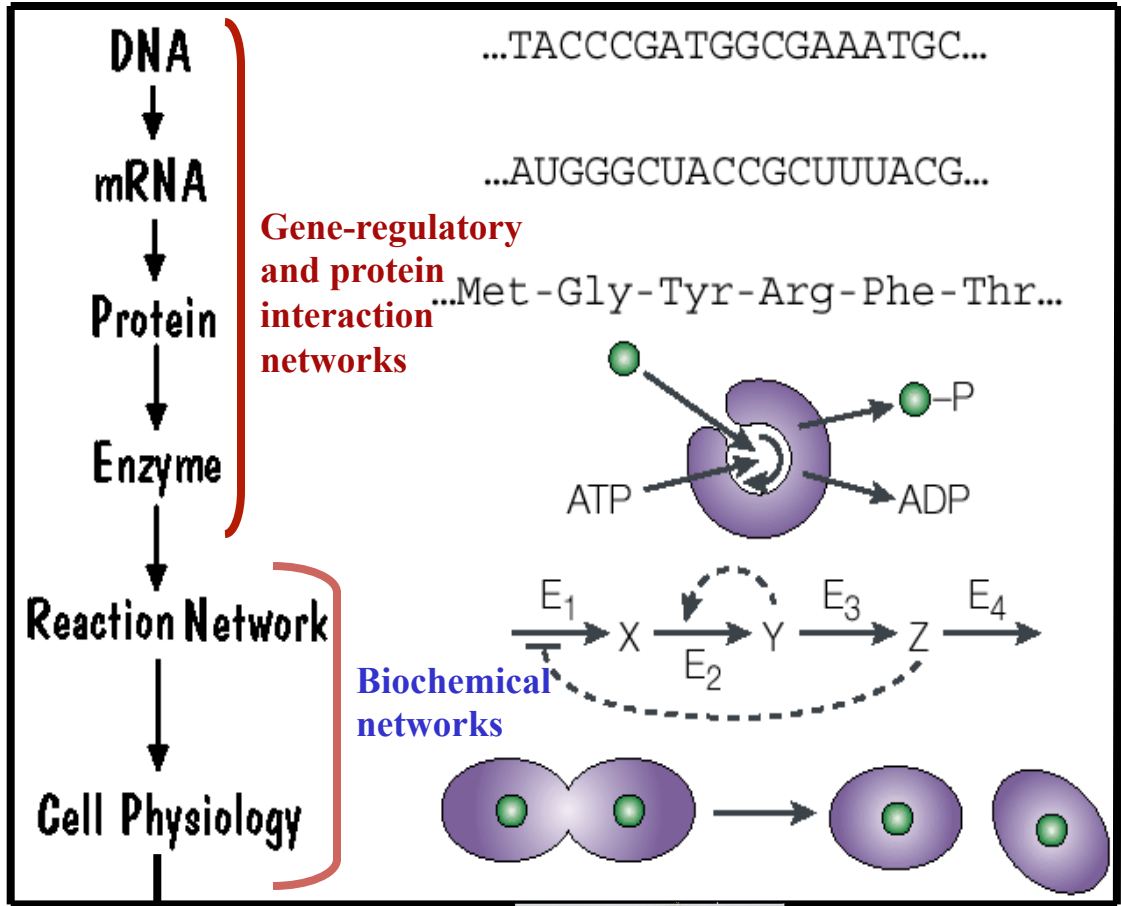 DNA
…TACCCGATGGCGAAATGC…
mRNA
…AUGGGCUACCGCUUUACG…
Gene-regulatory
and protein
interaction
networks
Protein
…Met-Gly-Tyr-Arg-Phe-Thr…
Enzyme
–P
ATP
ADP
Reaction Network
E1
X
E2
Y
E3
Z
E4
Biochemical
networks
Cell Physiology